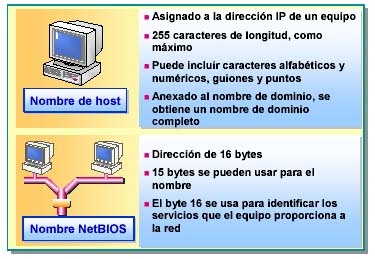 Nombre de host
Asignado a la dirección IP de un equipo
255 caracteres de longitud, como
máximo
Puede incluir caracteres alfabéticos y
numéricos, guiones y puntos
Anexado al nombre de dominio, se
obtiene un nombre de dominio
completo
Nombre NetBIOS
Dirección de 16 bytes
15 bytes se pueden usar para el
nombre
El byte 16 se usa para identificar los
servicios que el equipo proporciona a
la red